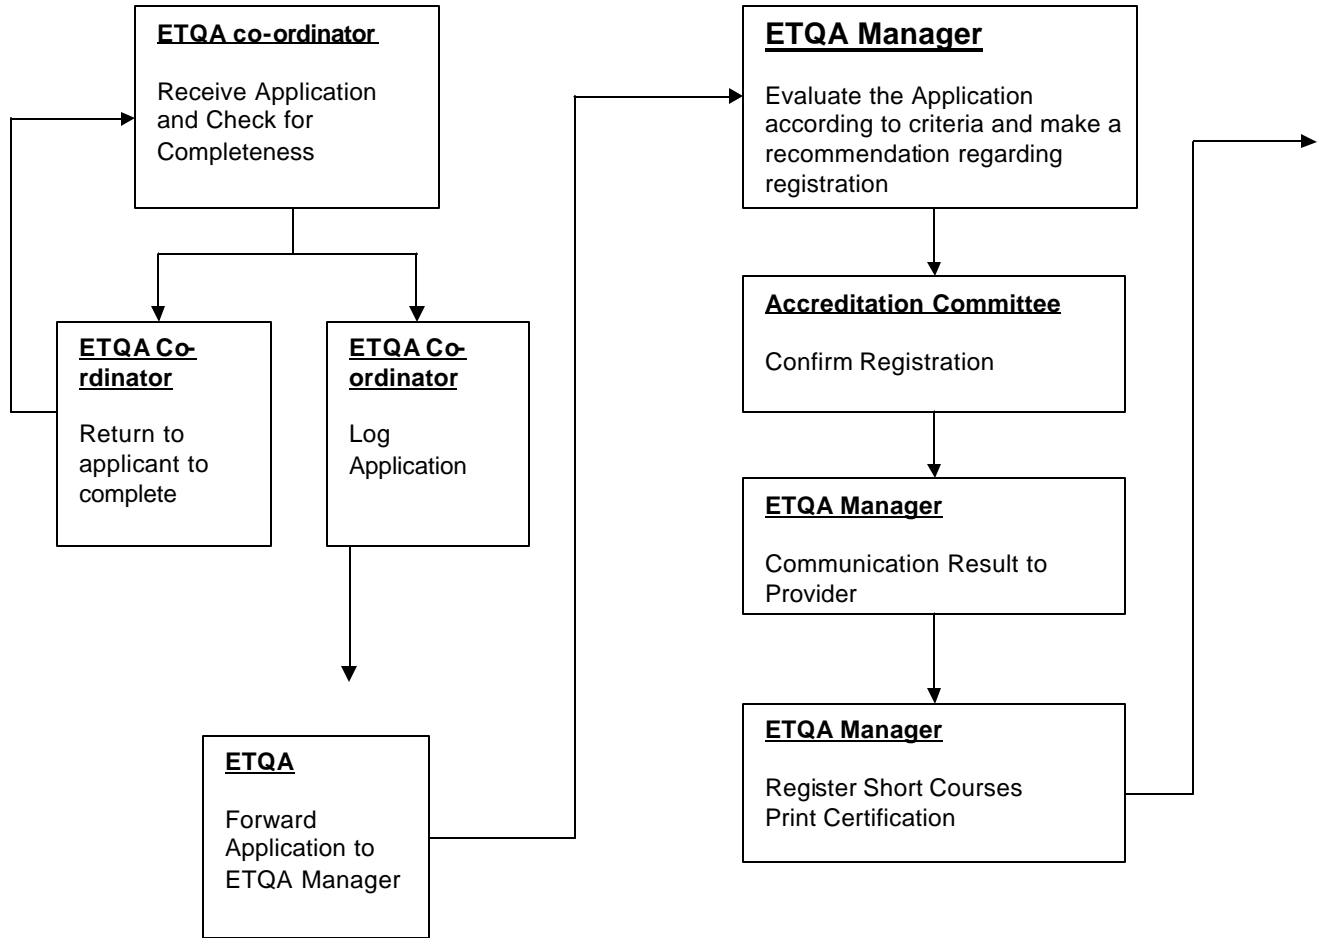 ETQA co-ordinator
Receive Application
and Check for
Completeness
ETQA Co-
rdinator
Return to
applicant to
complete
ETQA Co-
ordinator
Log
Application
ETQA
Forward
Application to
ETQA Manager
ETQA Manager
Evaluate the Application
according to criteria and make a
recommendation regarding
registration
Accreditation Committee
Confirm Registration
ETQA Manager
Communication Result to
Provider
ETQA Manager
Register Short Courses
Print Certification